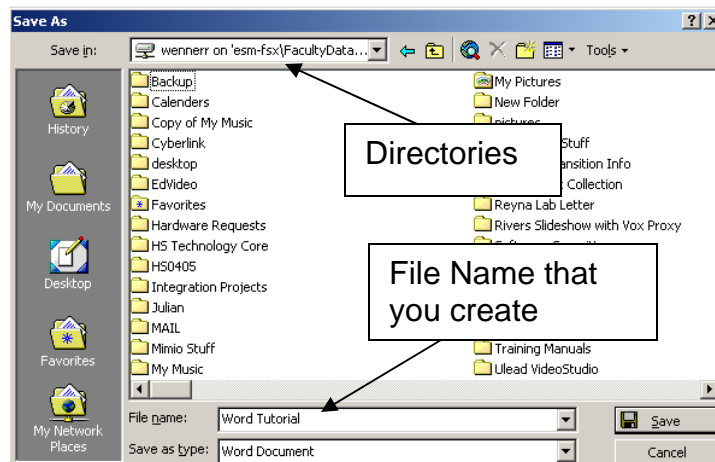 Save As
Save in:
wennerr on 'esm-fsx\FacultyData...
Tools
History
My Documents
Desktop
Favorites
My Network
Places
Backup
Calenders
Copy of My Music
Cyberlink
desktop
EdVideo
Favorites
Hardware Requests
HS Technology Core
HS0405
Integration Projects
Julian
MAIL
Mimio Stuff
My Music
My Pictures
New Folder
pictures
Stuff
Info
Collection
Reyna Lab Letter
Rivers Slideshow with Vox Proxy
Training Manuals
Ulead VideoStudio
Directories
File Name that
you create
File name:
Word Tutorial
Save
Save as type:
Word Document
Cancel